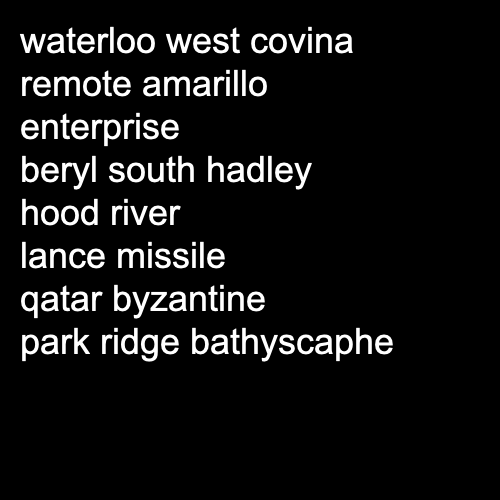 waterloo west covina
remote amarillo
enterprise
beryl south hadley
hood river
lance missile
qatar byzantine
park ridge bathyscaphe